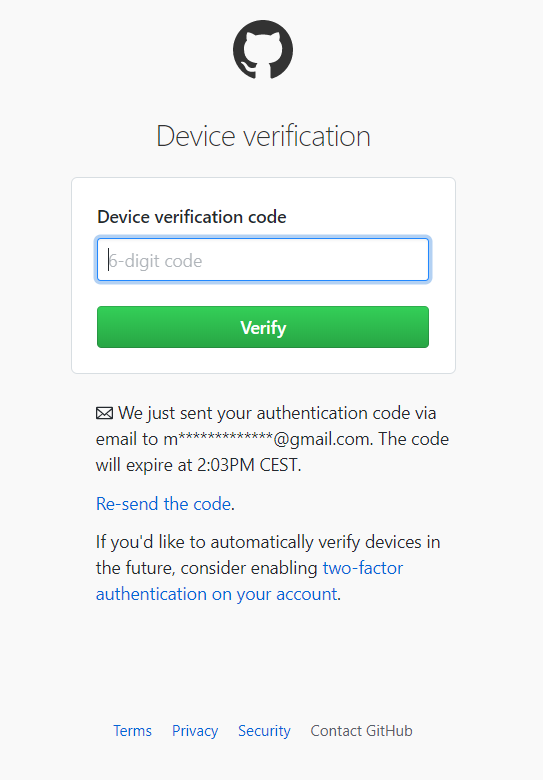 Device verification
Device verification code
6-digit code
Verify
We just sent your authentication code via
email to m*************@gmail.com. The code
will expire at 2:03PM CEST.
Re-send the code.
If you'd like to automatically verify devices in
the future, consider enabling two-factor
authentication on your account.
Terms Privacy Security Contact GitHub